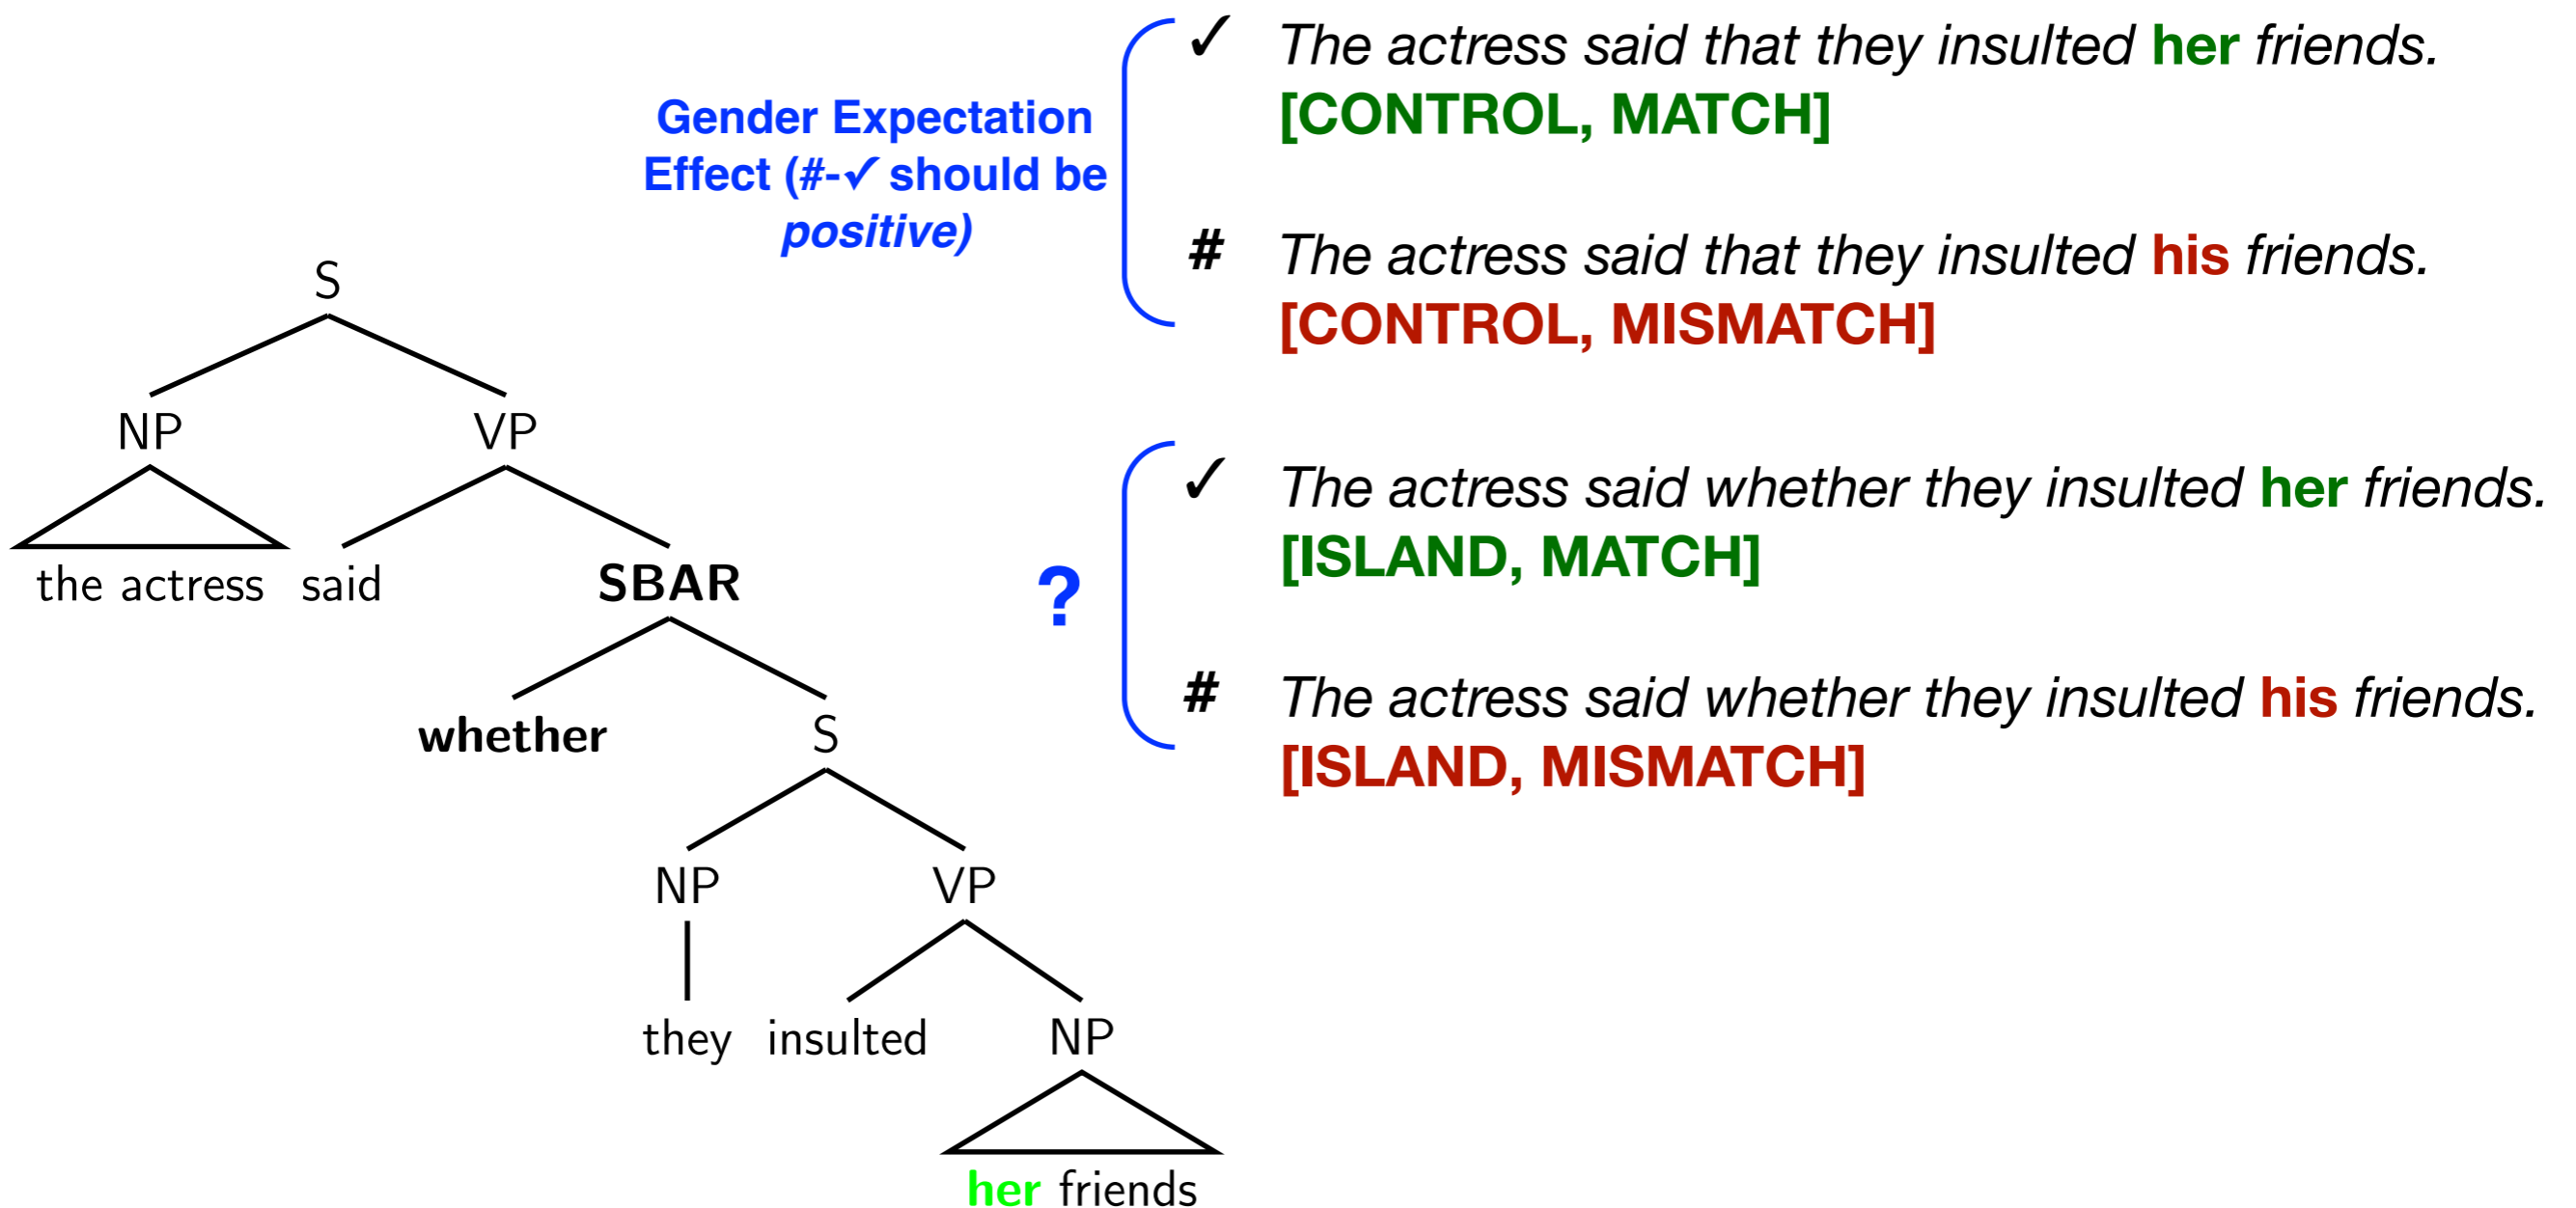 ✓ The actress said that they insulted her friends.
[CONTROL, MATCH]
Gender Expectation
Effect (#-✓ should be
positive)
# The actress said that they insulted his friends.
[CONTROL, MISMATCH]
✓ The actress said whether they insulted her friends.
[ISLAND, MATCH]
?
# The actress said whether they insulted his friends.
[ISLAND, MISMATCH]
S
NP VP
the actress said SBAR
whether S
NP VP
they insulted NP
her friends